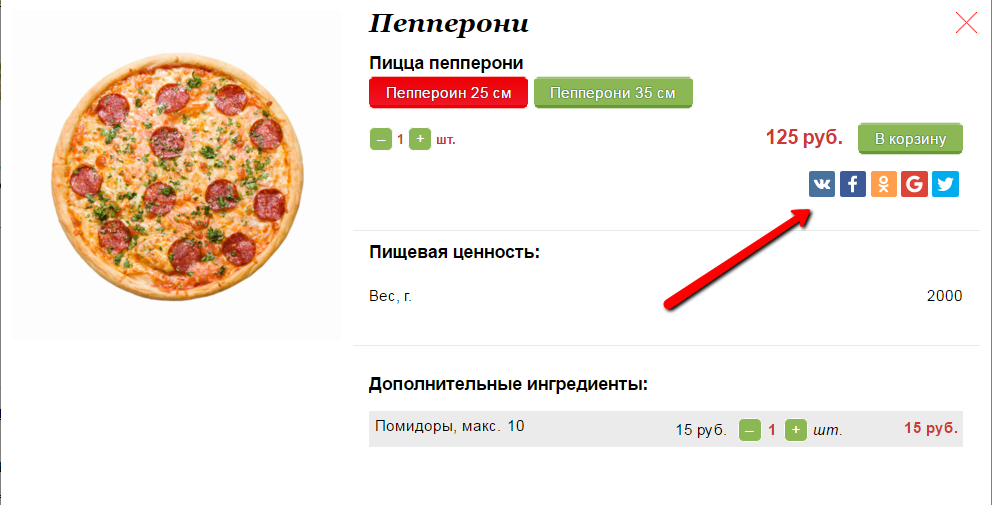 Пепперони
Пицца пепперони
Пеппероин 25 см
Пепперони 35 см
– 1 + шт.
125 руб.
В корзину
Пищевая ценность:
Вес, г. 2000
Дополнительные ингредиенты:
Помидоры, макс. 10 15 руб. – 1 + шт. 15 руб.